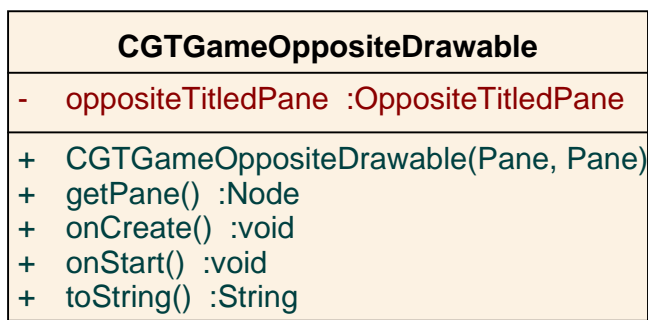 CGTGameOppositeDrawable
- oppositeTitledPane :OppositeTitledPane
+ CGTGameOppositeDrawable(Pane, Pane)
+ getPane() :Node
+ onCreate() :void
+ onStart() :void
+ toString() :String